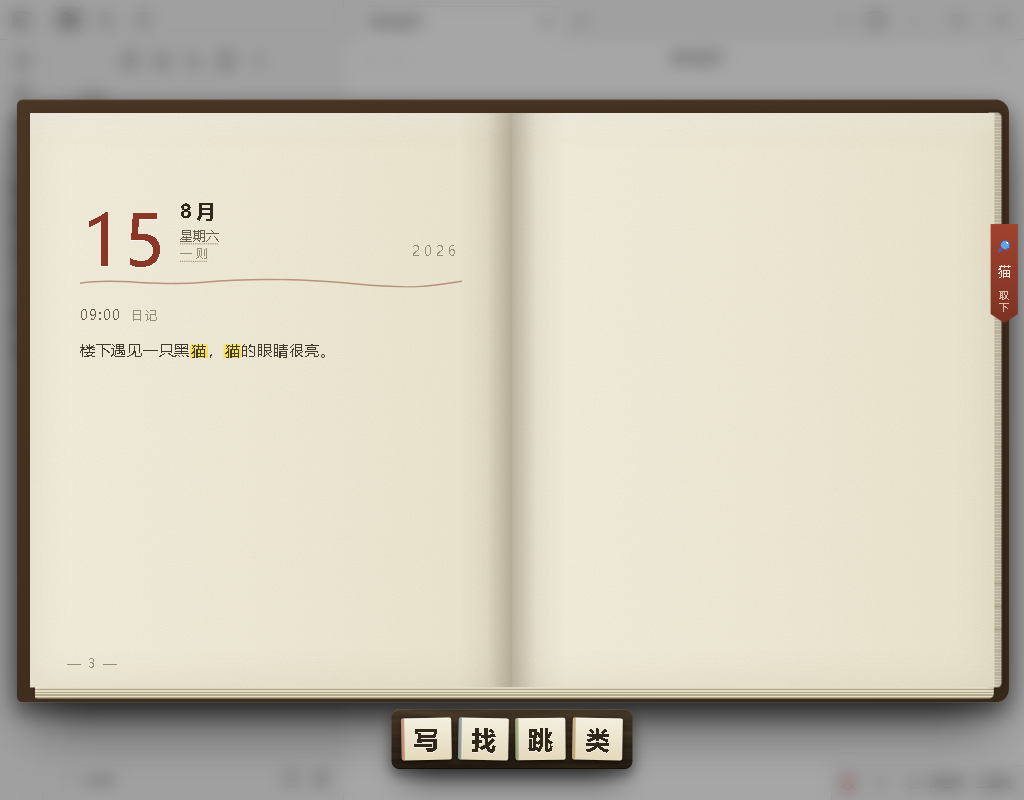 15
8月
星期六
一则
2026
09:00 日记
楼下遇见一只黑猫，猫的眼睛很亮。
— 3 —
猫
取下
写 找 跳 类